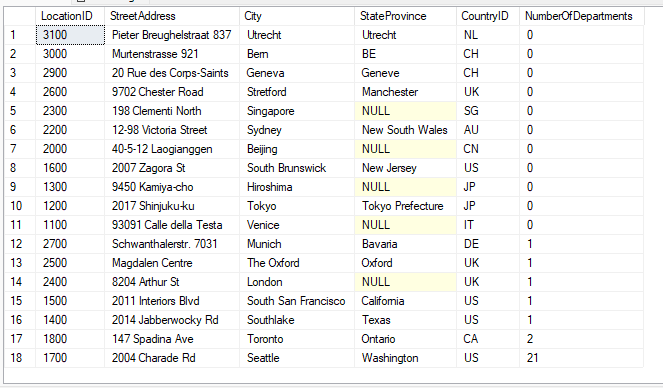 LocationID StreetAddress City StateProvince CountryID NumberOfDepartments
1 3100 Pieter Breughelstraat 837 Utrecht Utrecht NL 0
2 3000 Murtenstrasse 921 Bern BE CH 0
3 2900 20 Rue des Corps-Saints Geneva Geneve CH 0
4 2600 9702 Chester Road Stretford Manchester UK 0
5 2300 198 Clementi North Singapore NULL SG 0
6 2200 12-98 Victoria Street Sydney New South Wales AU 0
7 2000 40-5-12 Laogianggen Beijing NULL CN 0
8 1600 2007 Zagora St South Brunswick New Jersey US 0
9 1300 9450 Kamiya-cho Hiroshima NULL JP 0
10 1200 2017 Shinjuku-ku Tokyo Tokyo Prefecture JP 0
11 1100 93091 Calle della Testa Venice NULL IT 0
12 2700 Schwanthalerstr. 7031 Munich Bavaria DE 1
13 2500 Magdalen Centre The Oxford Oxford UK 1
14 2400 8204 Arthur St London NULL UK 1
15 1500 2011 Interiors Blvd South San Francisco California US 1
16 1400 2014 Jabberwocky Rd Southlake Texas US 1
17 1800 147 Spadina Ave Toronto Ontario CA 2
18 1700 2004 Charade Rd Seattle Washington US 21